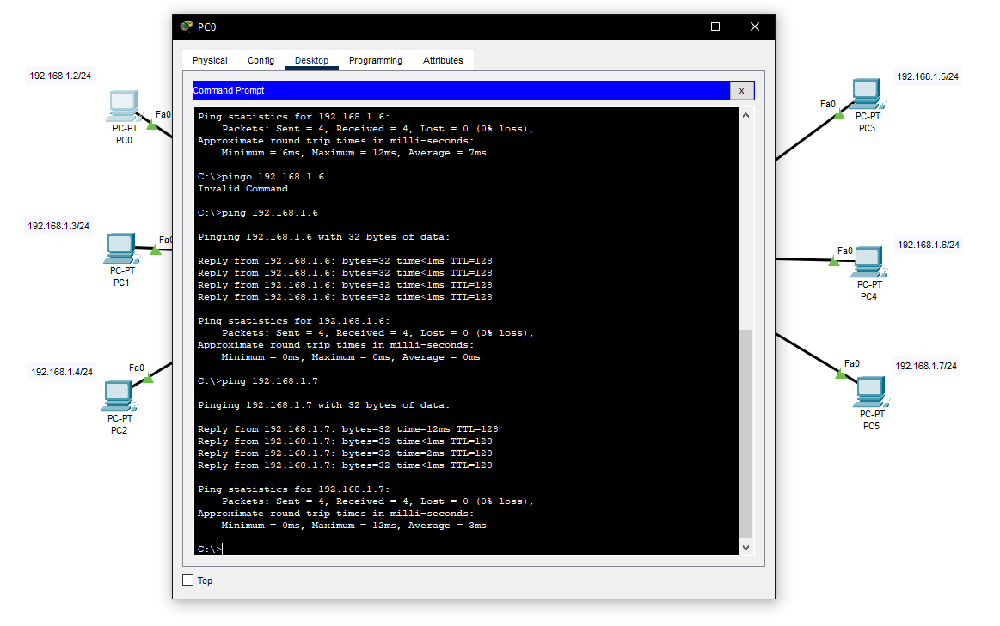 PC0
Physical Config Desktop Programming Attributes
Command Prompt
X
Ping statistics for 192.168.1.6:
    Packets: Sent = 4, Received = 4, Lost = 0 (0% loss),
Approximate round trip times in milli-seconds:
    Minimum = 6ms, Maximum = 12ms, Average = 7ms
C:\>pingo 192.168.1.6
Invalid Command.
C:\>ping 192.168.1.6
Pinging 192.168.1.6 with 32 bytes of data:
Reply from 192.168.1.6: bytes=32 time<1ms TTL=128
Reply from 192.168.1.6: bytes=32 time<1ms TTL=128
Reply from 192.168.1.6: bytes=32 time<1ms TTL=128
Reply from 192.168.1.6: bytes=32 time<1ms TTL=128
Ping statistics for 192.168.1.6:
    Packets: Sent = 4, Received = 4, Lost = 0 (0% loss),
Approximate round trip times in milli-seconds:
    Minimum = 0ms, Maximum = 0ms, Average = 0ms
C:\>ping 192.168.1.7
Pinging 192.168.1.7 with 32 bytes of data:
Reply from 192.168.1.7: bytes=32 time=12ms TTL=128
Reply from 192.168.1.7: bytes=32 time<1ms TTL=128
Reply from 192.168.1.7: bytes=32 time=2ms TTL=128
Reply from 192.168.1.7: bytes=32 time<1ms TTL=128
Ping statistics for 192.168.1.7:
    Packets: Sent = 4, Received = 4, Lost = 0 (0% loss),
Approximate round trip times in milli-seconds:
    Minimum = 0ms, Maximum = 12ms, Average = 3ms
C:\>
Top
192.168.1.2/24
Fa0
PC-PT
PC0
192.168.1.3/24
Fa0
PC-PT
PC1
192.168.1.4/24
Fa0
PC-PT
PC2
192.168.1.5/24
Fa0
PC-PT
PC3
192.168.1.6/24
Fa0
PC-PT
PC4
192.168.1.7/24
Fa0
PC-PT
PC5